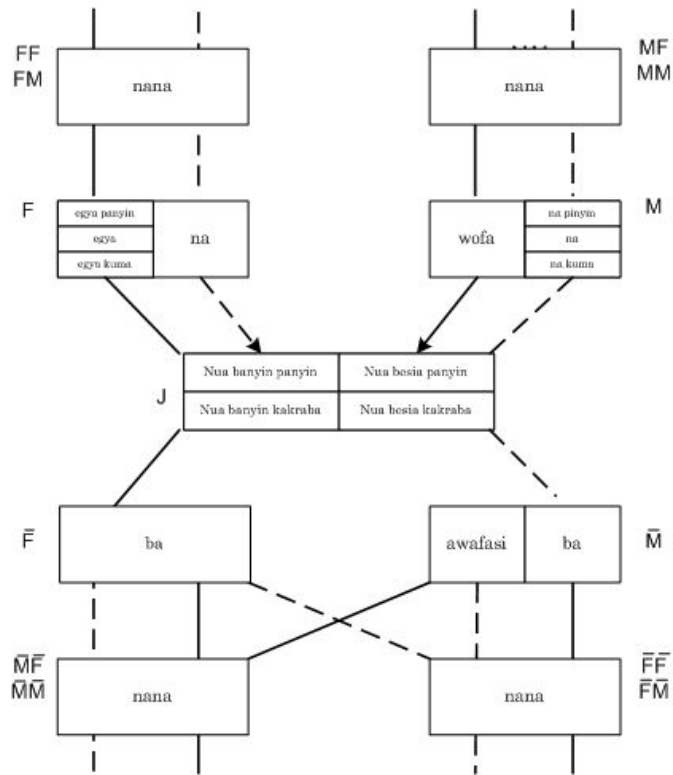 FF
FM
nana
MF
MM
nana
F
egya panyin
egya
egya kuma
na
wofa
na pinyin
na
na kuma
M
J
Nua banyin panyin
Nua besia panyin
Nua banyin kakraba
Nua besia kakraba
F̄
ba
awafasi
ba
M̄
M̄F̄
M̄M̄
nana
nana
F̄F̄
F̄M̄